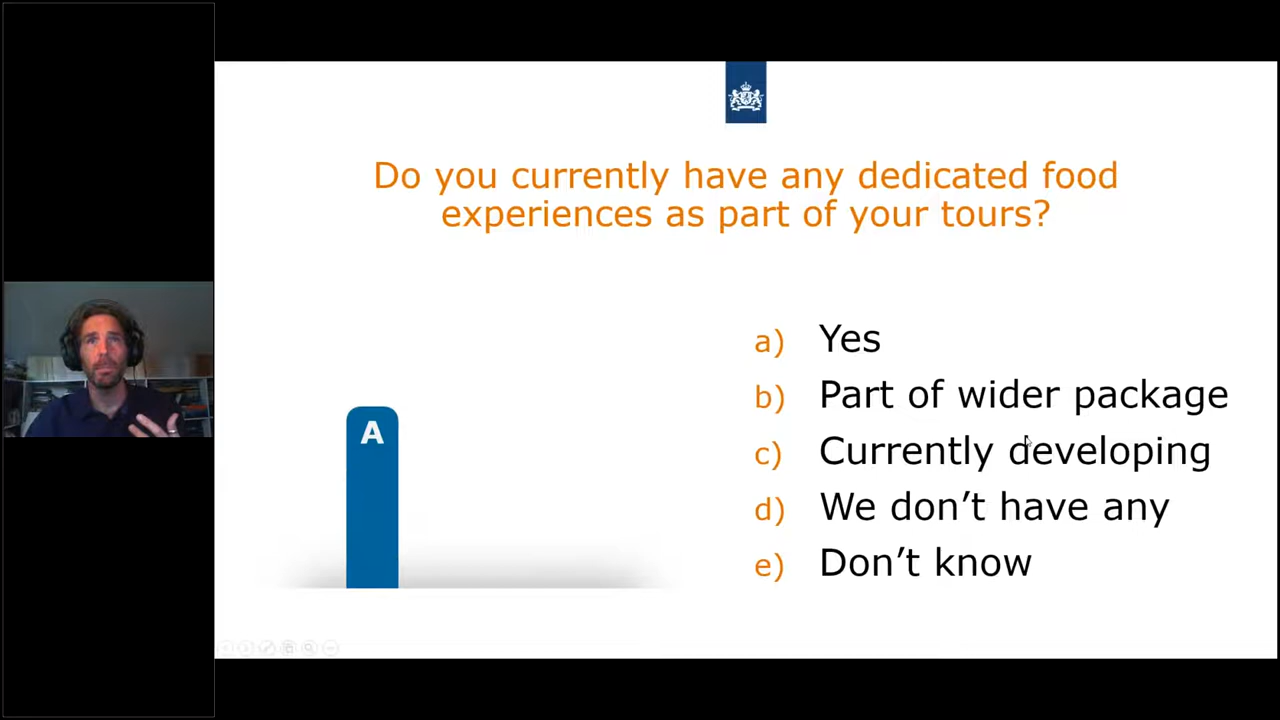 Do you currently have any dedicated food
experiences as part of your tours?
a) Yes
b) Part of wider package
c) Currently developing
d) We don’t have any
e) Don’t know
A